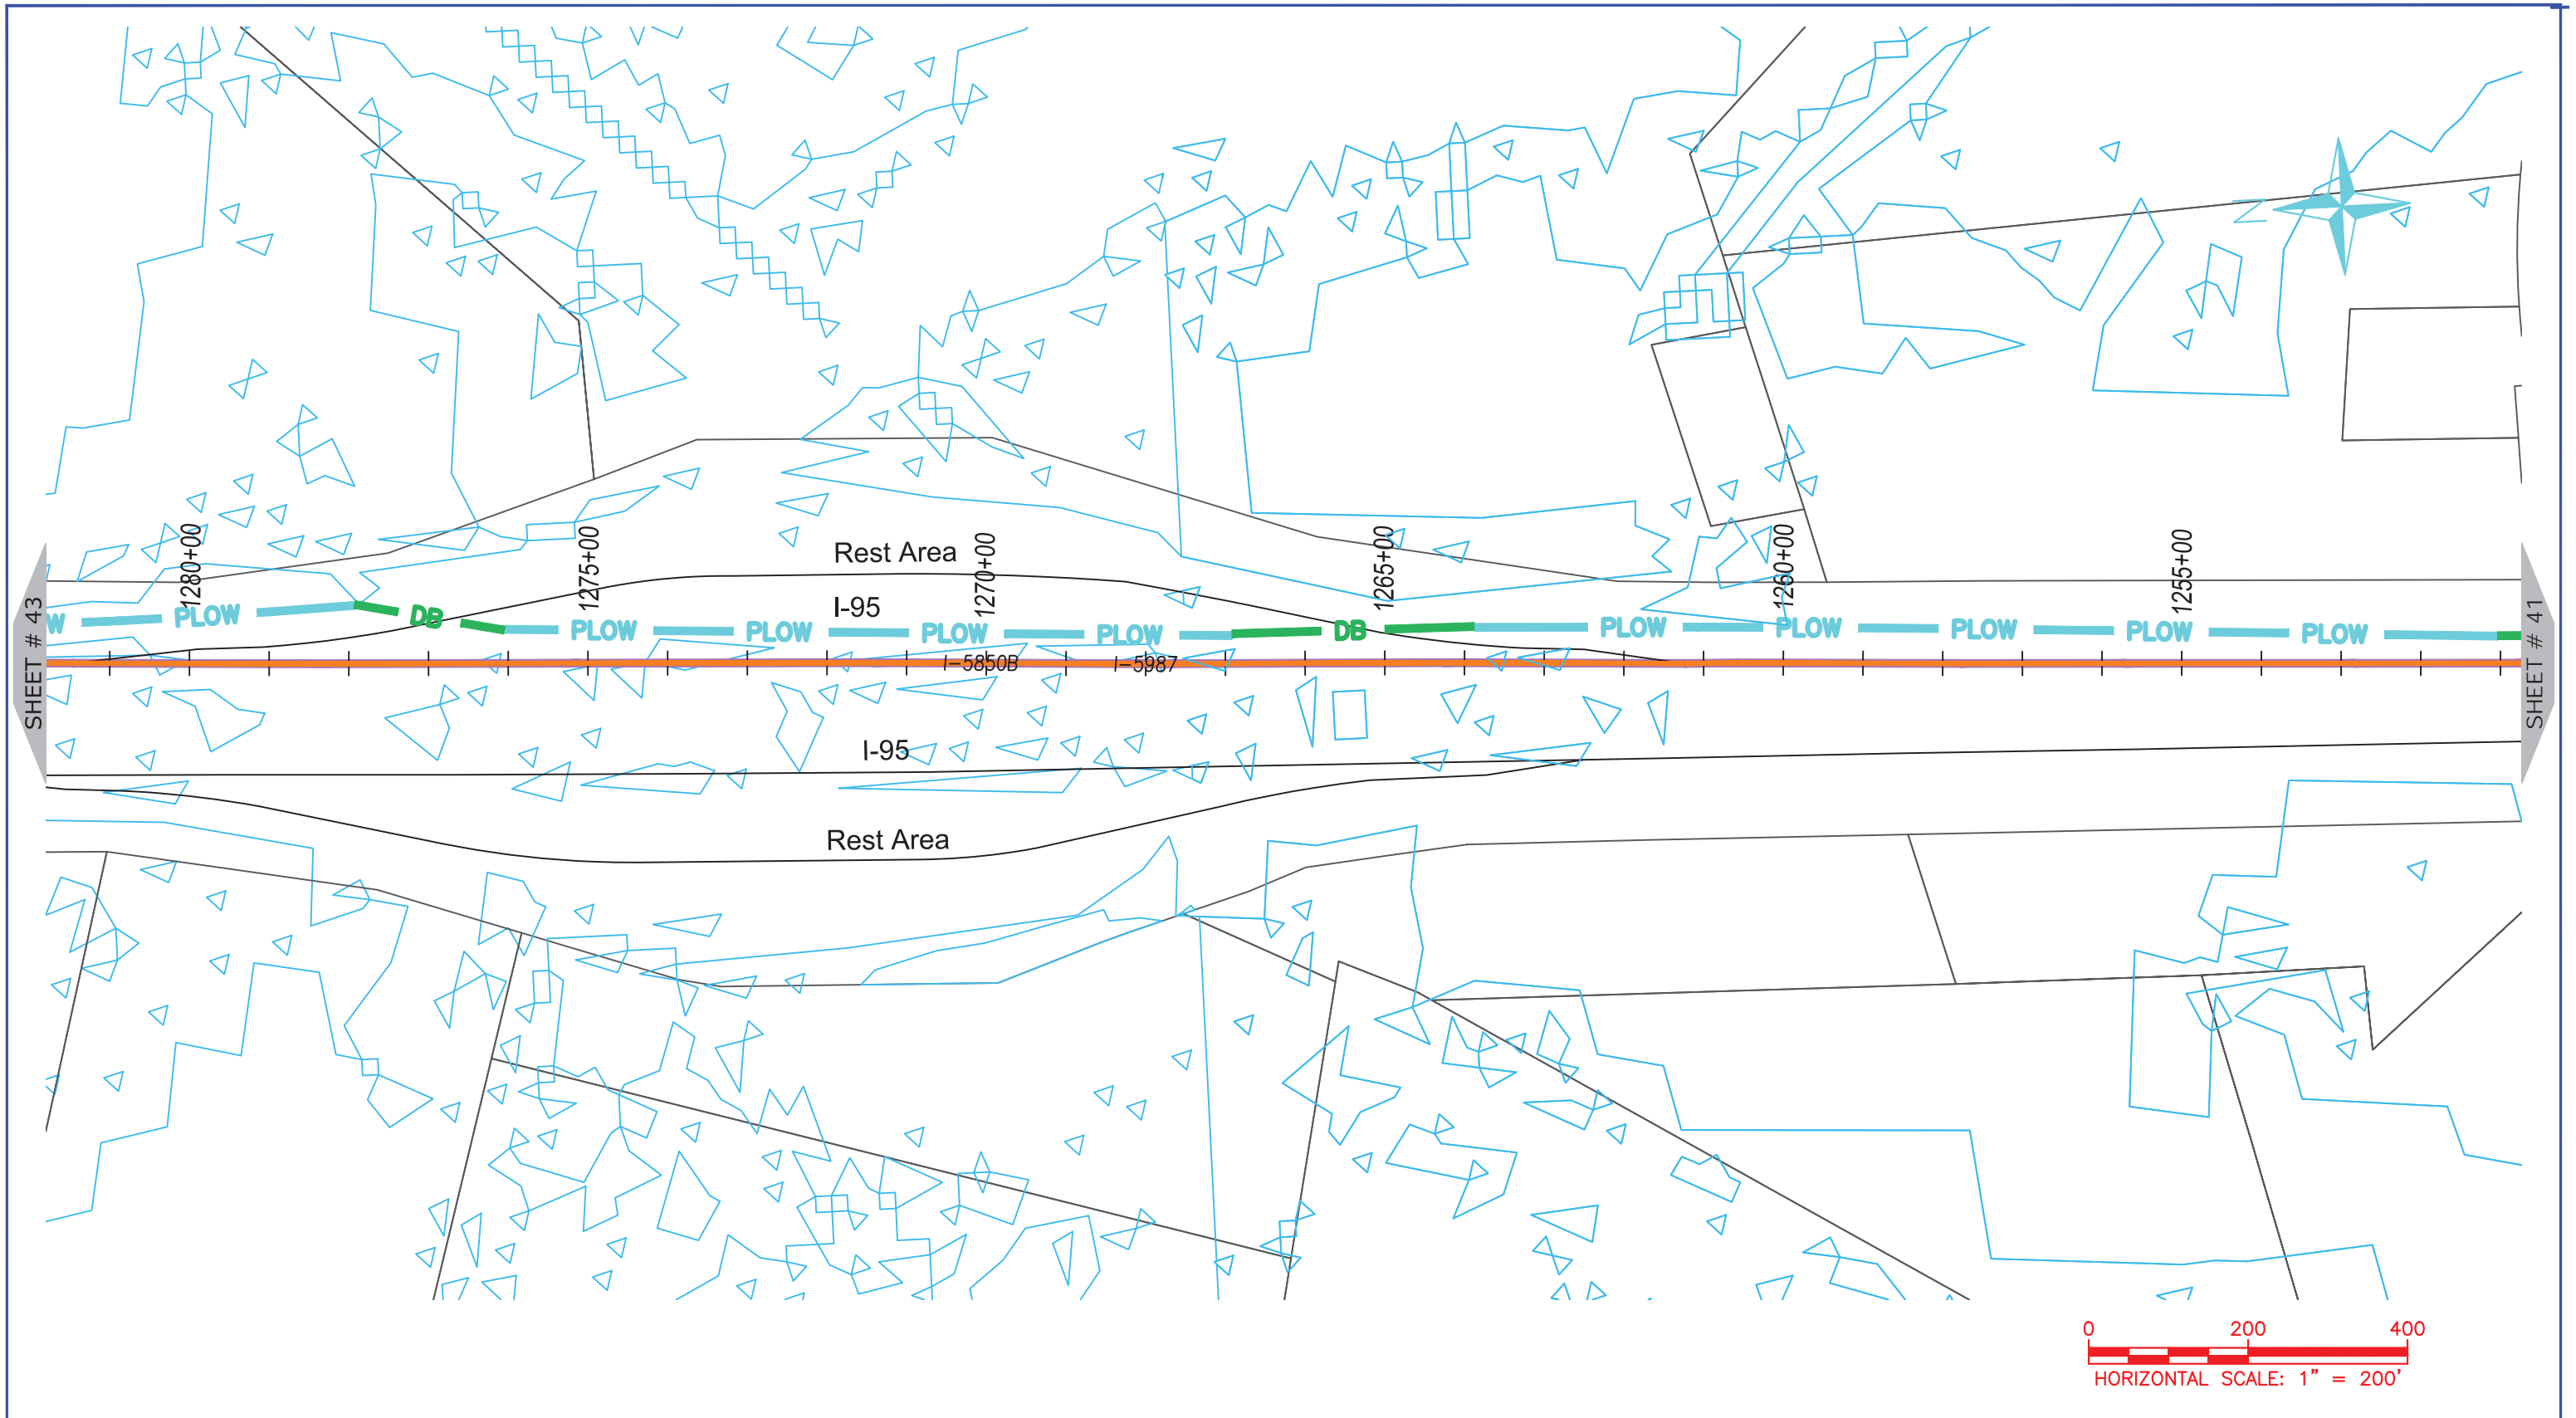 N
1280+00
1275+00
1270+00
1265+00
1260+00
1255+00
Rest Area
I-95
W
PLOW
DB
PLOW
PLOW
PLOW
PLOW
DB
PLOW
PLOW
PLOW
PLOW
PLOW
SHEET # 43
I-5850B
I-5987
SHEET # 41
I-95
Rest Area
0 200 400
HORIZONTAL SCALE: 1" = 200'